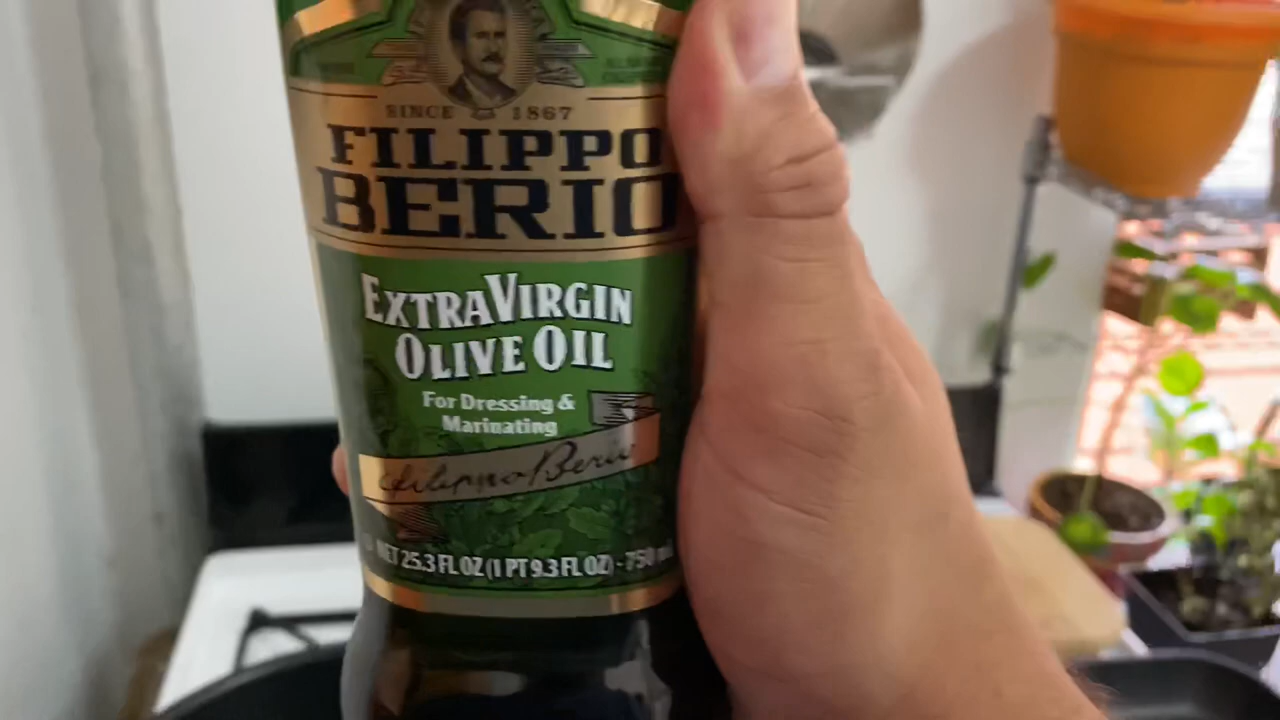 SINCE 1867
FILIPPO
BERIO
EXTRA VIRGIN
OLIVE OIL
For Dressing &
Marinating
Filippo Berio
NET 25.3 FL OZ (1 PT 9.3 FL OZ) - 750 ml